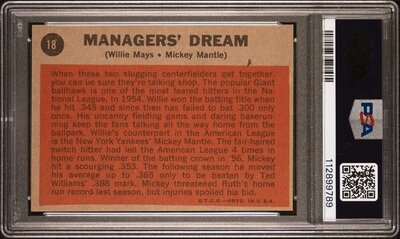 18
MANAGERS' DREAM
(Willie Mays • Mickey Mantle)
When these two slugging centerfielders get together,
you can be sure they're talking shop. The popular Giant
ballhawk is one of the most feared hitters in the Na-
tional League. In 1954, Willie won the batting title when
he hit .345 and since then has failed to bat .300 only
once. His uncanny fielding gams and daring baserun-
ning keep the fans talking all the way home from the
ballpark. Willie's counterpart in the American League
is the New York Yankees' Mickey Mantle. The fair-haired
switch hitter had led the American League 4 times in
home runs. Winner of the batting crown in '56, Mickey
hit a scorching .353. The following season he moved
his average up to .365 only to be beaten by Ted
Williams' .388 mark. Mickey threatened Ruth's home
run record last season, but injuries spoiled his bid.
©T.C.G.—PRTD. IN U.S.A.
PSA
112899789